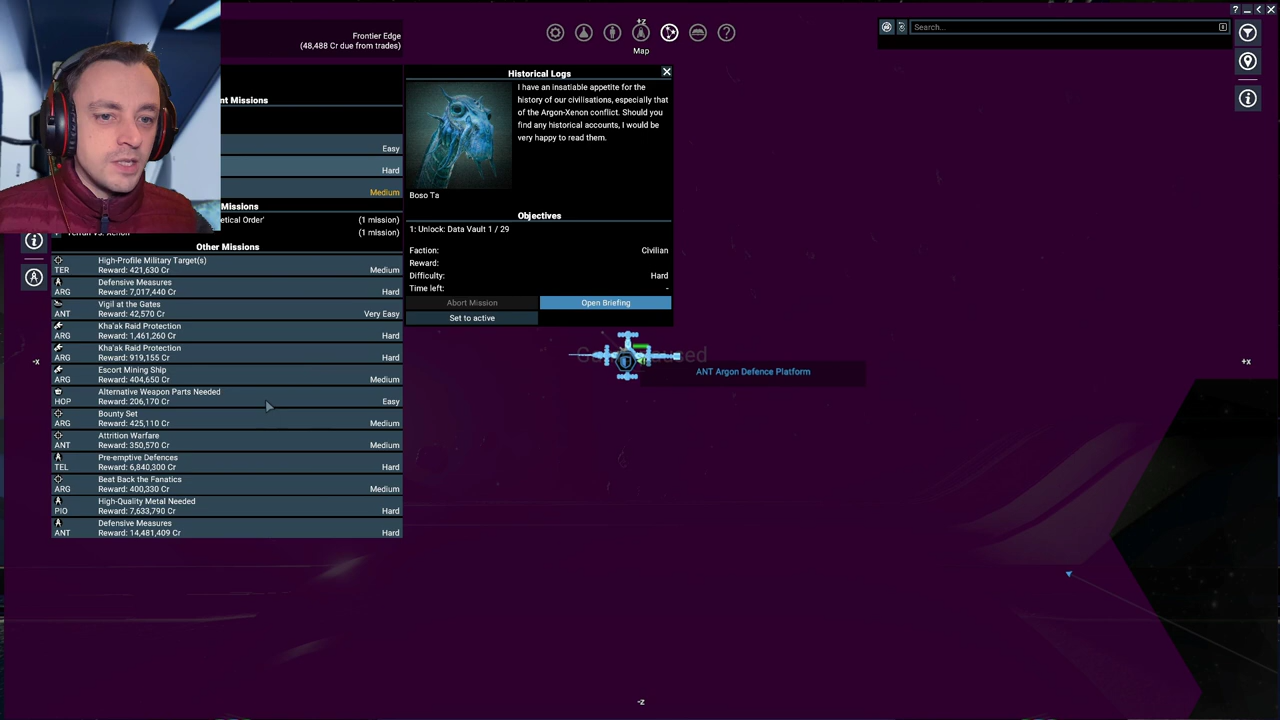 Frontier Edge
(48,488 Cr due from trades)
+z
Map
Search...
? _ < X
nt Missions
Easy
Hard
Medium
Missions
etical Order' (1 mission)
(1 mission)
Other Missions
High-Profile Military Target(s)
TER Reward: 421,630 Cr Medium
Defensive Measures
ARG Reward: 7,017,440 Cr Hard
Vigil at the Gates
ANT Reward: 42,570 Cr Very Easy
Kha'ak Raid Protection
ARG Reward: 1,461,260 Cr Hard
Kha'ak Raid Protection
ARG Reward: 919,155 Cr Hard
Escort Mining Ship
ARG Reward: 404,650 Cr Medium
Alternative Weapon Parts Needed
HOP Reward: 206,170 Cr Easy
Bounty Set
ARG Reward: 425,110 Cr Medium
Attrition Warfare
ANT Reward: 350,570 Cr Medium
Pre-emptive Defences
TEL Reward: 6,840,300 Cr Hard
Beat Back the Fanatics
ARG Reward: 400,330 Cr Medium
High-Quality Metal Needed
PIO Reward: 7,633,790 Cr Hard
Defensive Measures
ANT Reward: 14,481,409 Cr Hard
Historical Logs
I have an insatiable appetite for the
history of our civilisations, especially that
of the Argon-Xenon conflict. Should you
find any historical accounts, I would be
very happy to read them.
Boso Ta
Objectives
1: Unlock: Data Vault 1 / 29
Faction: Civilian
Reward:
Difficulty: Hard
Time left: -
Abort Mission Open Briefing
Set to active
ANT Argon Defence Platform
-x
+x
-z